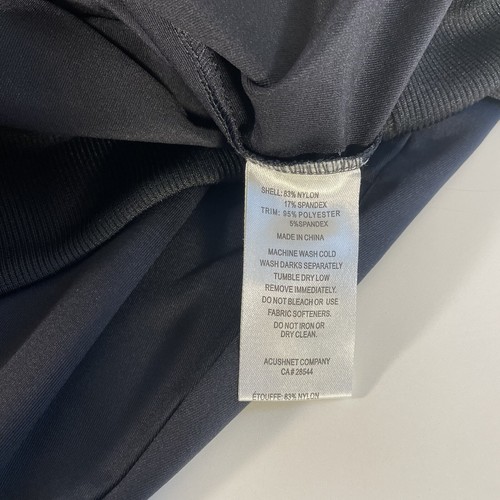 SHELL: 83% NYLON
17% SPANDEX
TRIM: 95% POLYESTER
5% SPANDEX
MADE IN CHINA
MACHINE WASH COLD
WASH DARKS SEPARATELY
TUMBLE DRY LOW
REMOVE IMMEDIATELY.
DO NOT BLEACH OR USE
FABRIC SOFTENERS.
DO NOT IRON OR
DRY CLEAN.
ACUSHNET COMPANY
CA# 28544
ÉTOUFFE: 83% NYLON